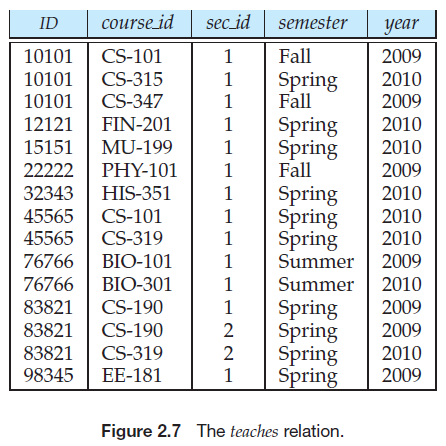 ID course_id sec_id semester year
10101 CS-101 1 Fall 2009
10101 CS-315 1 Spring 2010
10101 CS-347 1 Fall 2009
12121 FIN-201 1 Spring 2010
15151 MU-199 1 Spring 2010
22222 PHY-101 1 Fall 2009
32343 HIS-351 1 Spring 2010
45565 CS-101 1 Spring 2010
45565 CS-319 1 Spring 2010
76766 BIO-101 1 Summer 2009
76766 BIO-301 1 Summer 2010
83821 CS-190 1 Spring 2009
83821 CS-190 2 Spring 2009
83821 CS-319 2 Spring 2010
98345 EE-181 1 Spring 2009
Figure 2.7 The teaches relation.